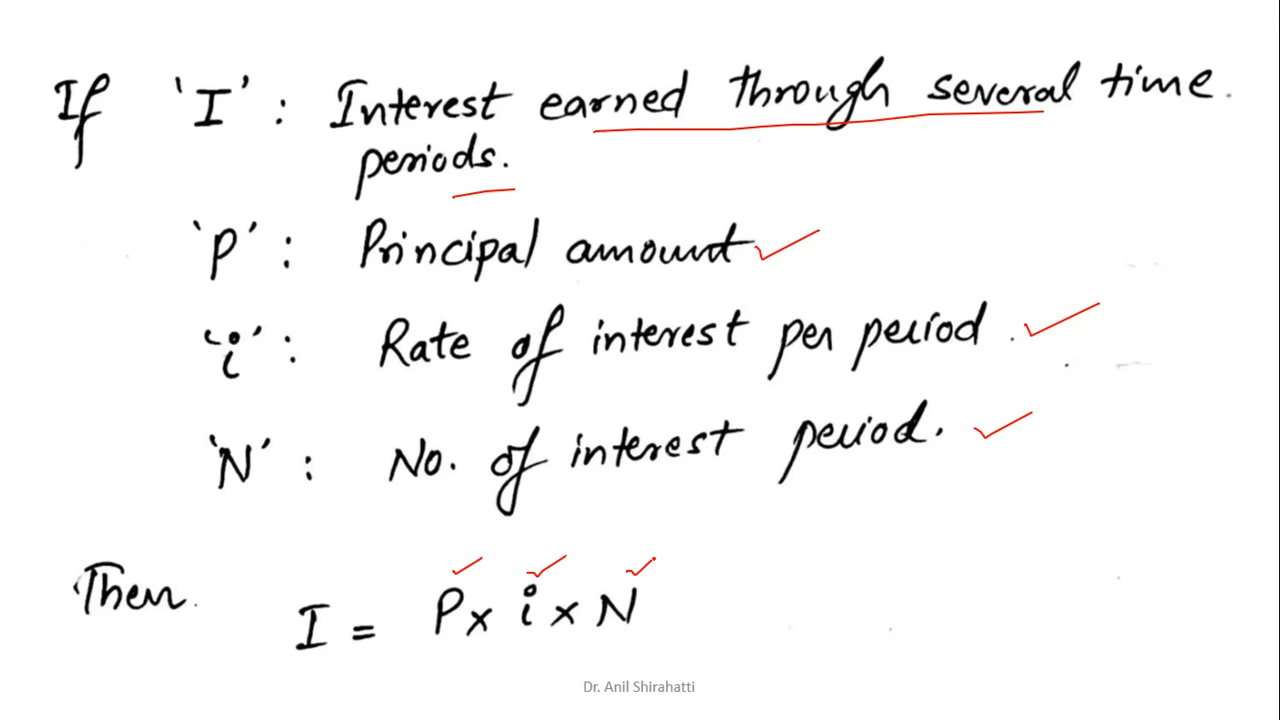 If 'I' : Interest earned through several time
periods.
'P' : Principal amount
'i' : Rate of interest per period.
'N' : No. of interest period.
Then
I = P x i x N
Dr. Anil Shirahatti